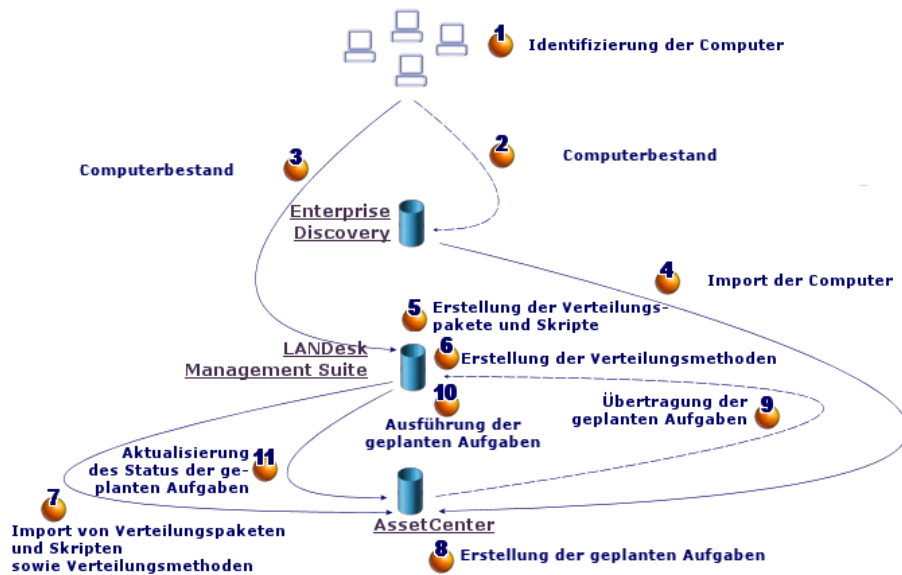 1 Identifizierung der Computer
2 Computerbestand
Computerbestand 3
Enterprise
Discovery
4 Import der Computer
5 Erstellung der Verteilungs-
pakete und Skripte
LANDesk
Management Suite
6 Erstellung der Verteilungsmethoden
10
Ausführung der
geplanten Aufgaben
Übertragung der
geplanten Aufgaben 9
Aktualisierung
des Status der ge-
planten Aufgaben
11
7
Import von Verteilungspaketen
und Skripten
sowie Verteilungsmethoden
AssetCenter
8 Erstellung der geplanten Aufgaben